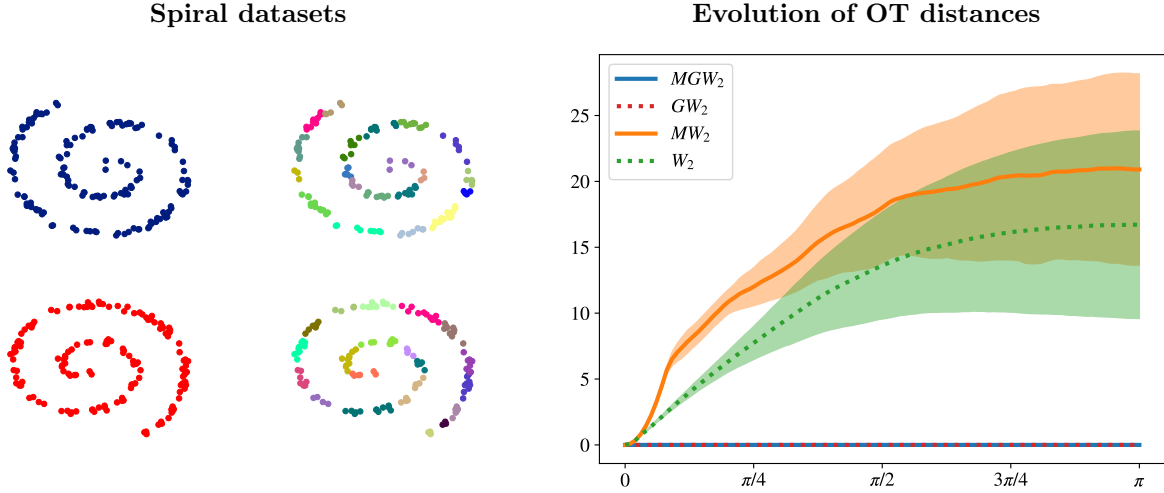 Spiral datasets
Evolution of OT distances
MGW₂
GW₂
MW₂
W₂
25
20
15
10
5
0
0 π/4 π/2 3π/4 π